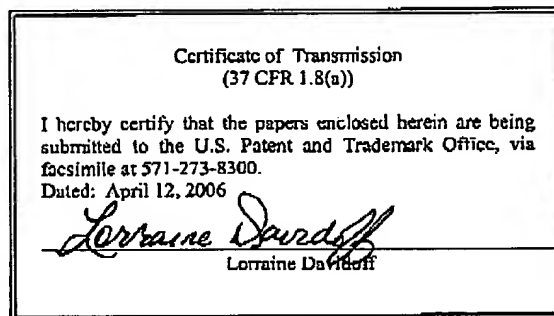 Certificate of Transmission
(37 CFR 1.8(a))
I hereby certify that the papers enclosed herein are being
submitted to the U.S. Patent and Trademark Office, via
facsimile at 571-273-8300.
Dated: April 12, 2006
Lorraine Davidoff
Lorraine Davidoff